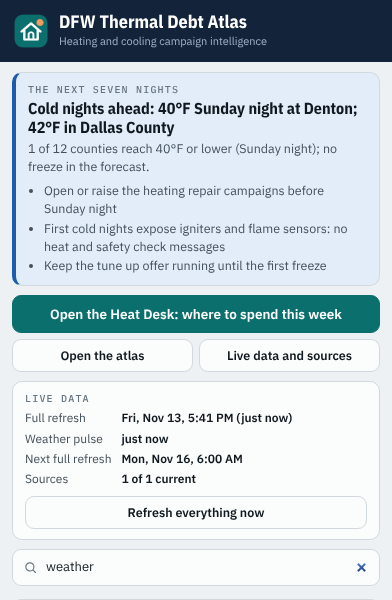 DFW Thermal Debt Atlas
Heating and cooling campaign intelligence
THE NEXT SEVEN NIGHTS
Cold nights ahead: 40°F Sunday night at Denton;
42°F in Dallas County
1 of 12 counties reach 40°F or lower (Sunday night); no
freeze in the forecast.
• Open or raise the heating repair campaigns before
Sunday night
• First cold nights expose igniters and flame sensors: no
heat and safety check messages
• Keep the tune up offer running until the first freeze
Open the Heat Desk: where to spend this week
Open the atlas
Live data and sources
LIVE DATA
Full refresh Fri, Nov 13, 5:41 PM (just now)
Weather pulse just now
Next full refresh Mon, Nov 16, 6:00 AM
Sources 1 of 1 current
Refresh everything now
weather